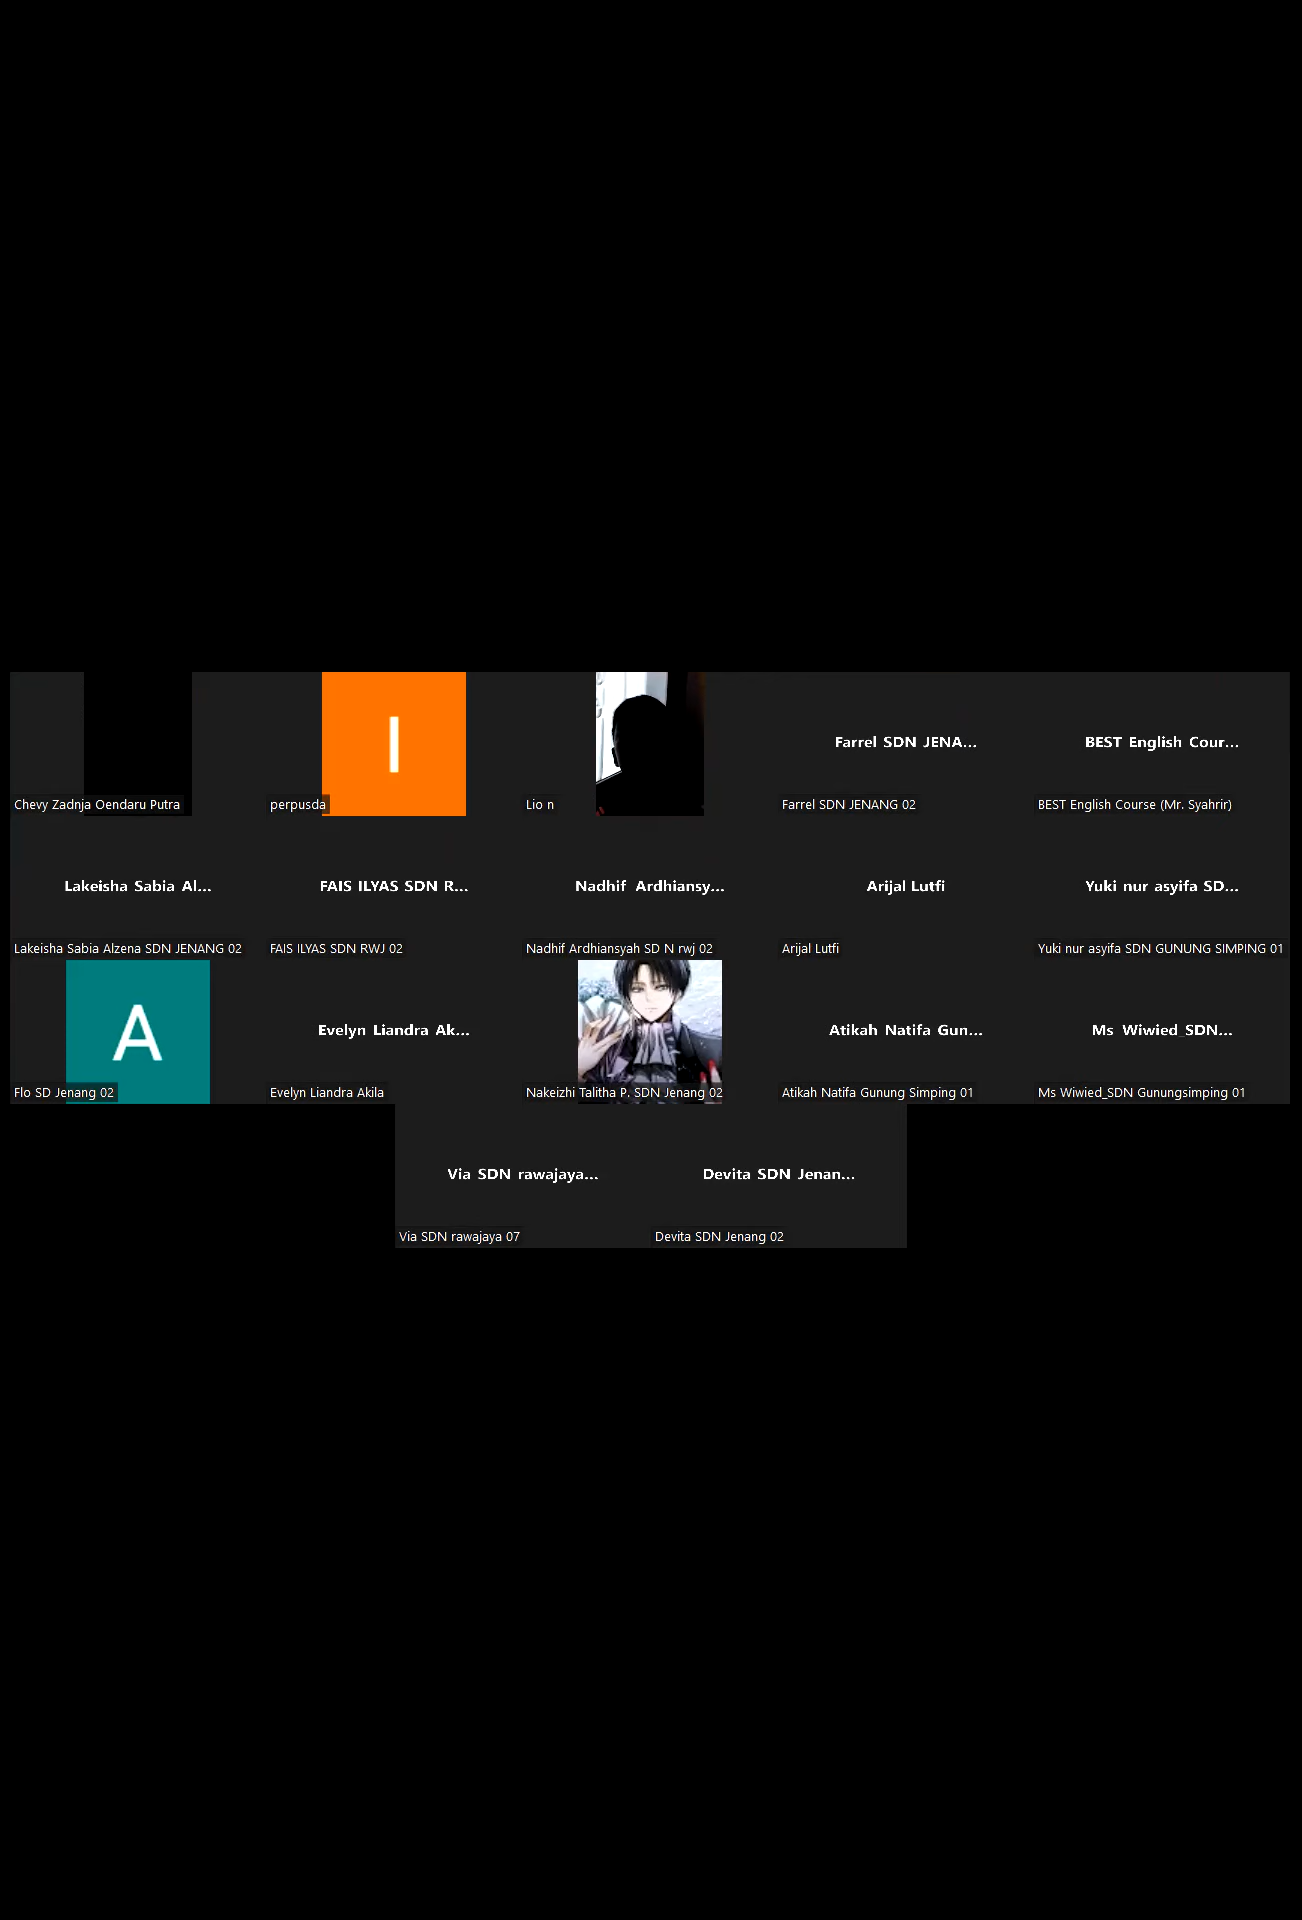 I
Farrel SDN JENA...
BEST English Cour...
Chevy Zadnja Oendaru Putra
perpusda
Lio n
Farrel SDN JENANG 02
BEST English Course (Mr. Syahrir)
Lakeisha Sabia Al...
FAIS ILYAS SDN R...
Nadhif Ardhiansy...
Arijal Lutfi
Yuki nur asyifa SD...
Lakeisha Sabia Alzena SDN JENANG 02
FAIS ILYAS SDN RWJ 02
Nadhif Ardhiansyah SD N rwj 02
Arijal Lutfi
Yuki nur asyifa SDN GUNUNG SIMPING 01
A
Evelyn Liandra Ak...
Atikah Natifa Gun...
Ms Wiwied_SDN...
Flo SD Jenang 02
Evelyn Liandra Akila
Nakeizhi Talitha P. SDN Jenang 02
Atikah Natifa Gunung Simping 01
Ms Wiwied_SDN Gunungsimping 01
Via SDN rawajaya...
Devita SDN Jenan...
Via SDN rawajaya 07
Devita SDN Jenang 02